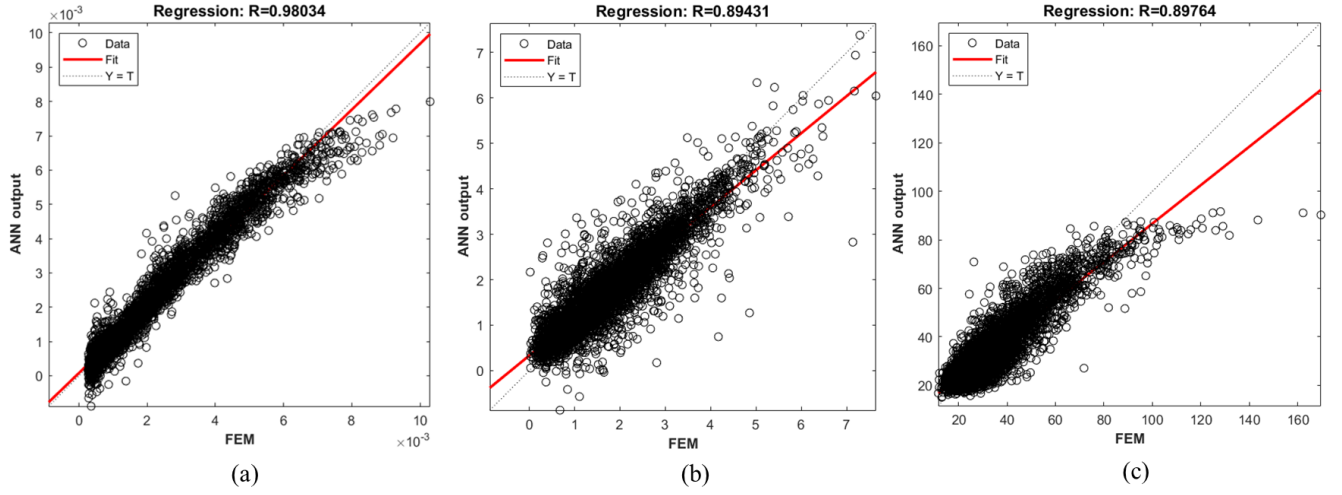 Regression: R=0.98034
×10⁻³
10
9
8
7
6
5
4
3
2
1
0
ANN output
Data
Fit
Y = T
0 2 4 6 8 10
×10⁻³
FEM
(a)
Regression: R=0.89431
7
6
5
4
3
2
1
0
ANN output
Data
Fit
Y = T
0 1 2 3 4 5 6 7
FEM
(b)
Regression: R=0.89764
160
140
120
100
80
60
40
20
ANN output
Data
Fit
Y = T
20 40 60 80 100 120 140 160
FEM
(c)